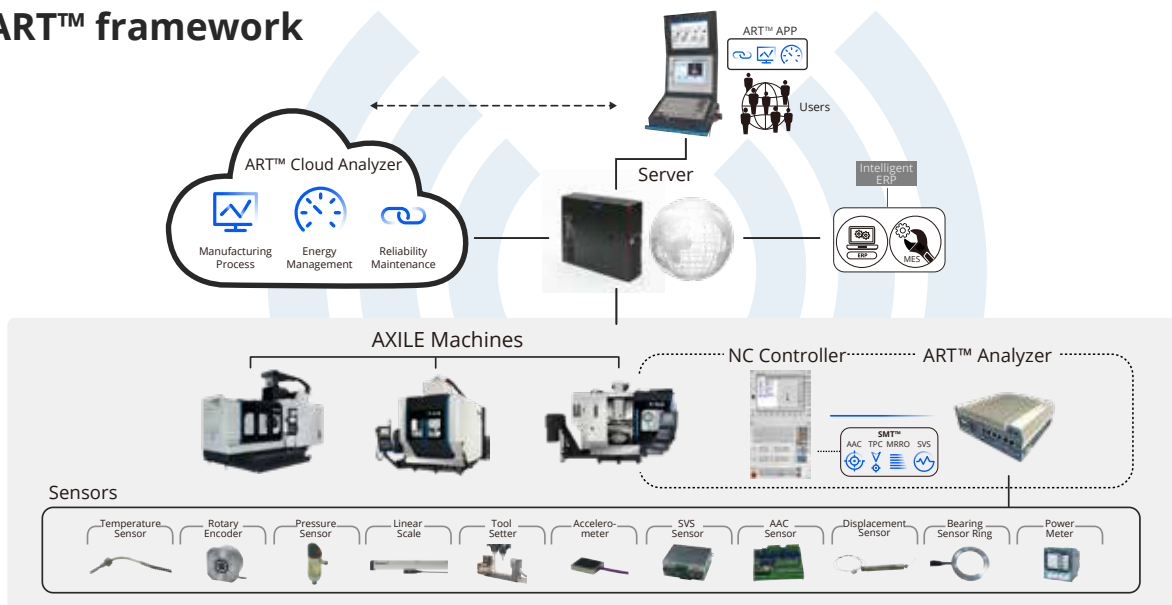 ART™ framework
ART™ APP
Users
ART™ Cloud Analyzer
Manufacturing
Process
Energy
Management
Reliability
Maintenance
Server
Intelligent
ERP
ERP
MES
AXILE Machines
NC Controller
ART™ Analyzer
SMT™
AAC TPC MRRO SVS
Sensors
Temperature
Sensor
Rotary
Encoder
Pressure
Sensor
Linear
Scale
Tool
Setter
Accelero-
meter
SVS
Sensor
AAC
Sensor
Displacement
Sensor
Bearing
Sensor Ring
Power
Meter